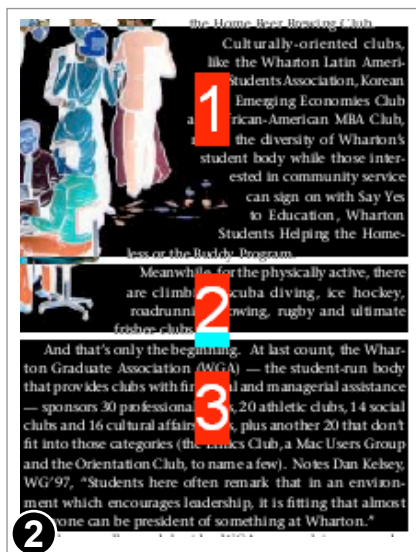 the Home Beer Brewing Club.
Culturally-oriented clubs,
like the Wharton Latin Ameri-
Students Association, Korean
Emerging Economies Club
African-American MBA Club,
the diversity of Wharton's
student body while those inter-
ested in community service
can sign on with Say Yes
to Education, Wharton
Students Helping the Home-
less or the Buddy Program.
1
Meanwhile, for the physically active, there
are scuba diving, ice hockey,
rowing, rugby and ultimate
frisbee clubs
2
And that's only the beginning. At last count, the Whar-
ton Graduate Association (WGA) — the student-run body
that provides clubs with and managerial assistance
— sponsors 30 professional 20 athletic clubs, 14 social
clubs and 16 cultural plus another 20 that don't
fit into those categories (the Ethics Club, a Mac Users Group
and the Orientation Club, to name a few). Notes Dan Kelsey,
WG'97, "Students here often remark that in an environ-
ment which encourages leadership, it is fitting that almost
one can be president of something at Wharton."
3
2